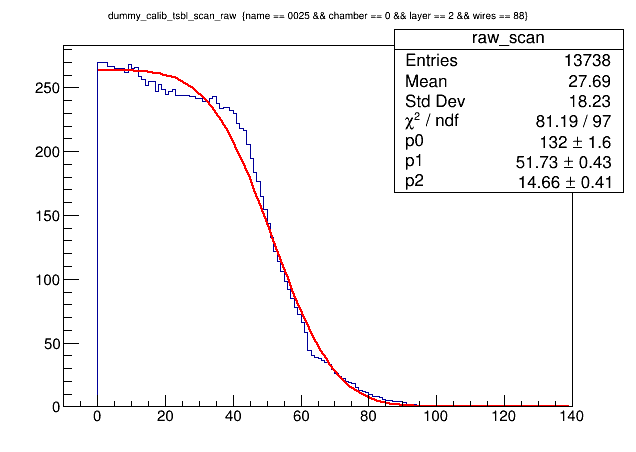 dummy_calib_tsbl_scan_raw {name == 0025 && chamber == 0 && layer == 2 && wires == 88}
raw_scan
Entries 13738
Mean 27.69
Std Dev 18.23
χ² / ndf 81.19 / 97
p0 132 ± 1.6
p1 51.73 ± 0.43
p2 14.66 ± 0.41
250
200
150
100
50
0
0 20 40 60 80 100 120 140